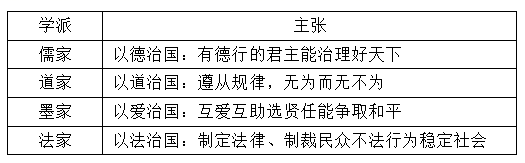 学派 主张
儒家 以德治国：有德行的君主能治理好天下
道家 以道治国：遵从规律，无为而无不为
墨家 以爱治国：互爱互助选贤任能争取和平
法家 以法治国：制定法律、制裁民众不法行为稳定社会